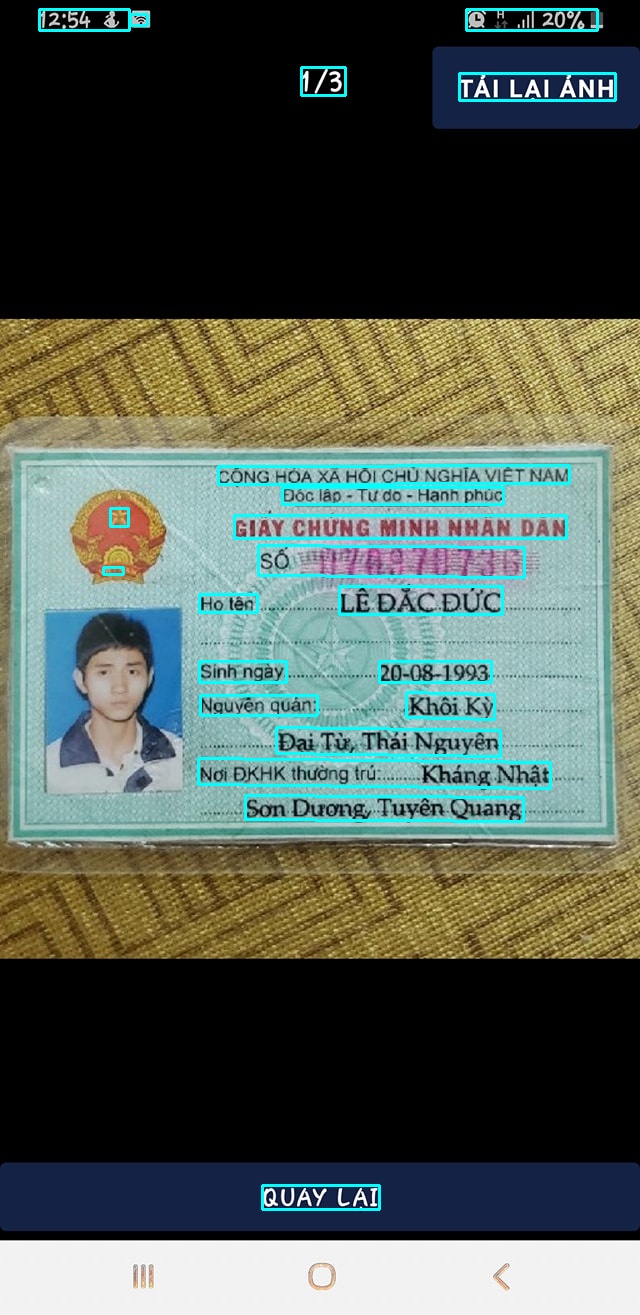 12:54
20%
1/3
TẢI LẠI ẢNH
CỘNG HÒA XÃ HỘI CHỦ NGHĨA VIỆT NAM
Độc lập - Tự do - Hạnh phúc
GIẤY CHỨNG MINH NHÂN DÂN
SỐ
Họ tên LÊ ĐẮC ĐỨC
Sinh ngày 20-08-1993
Nguyên quán: Khôi Kỳ
Đại Từ, Thái Nguyên
Nơi ĐKHK thường trú: Kháng Nhật
Sơn Dương, Tuyên Quang
QUAY LẠI